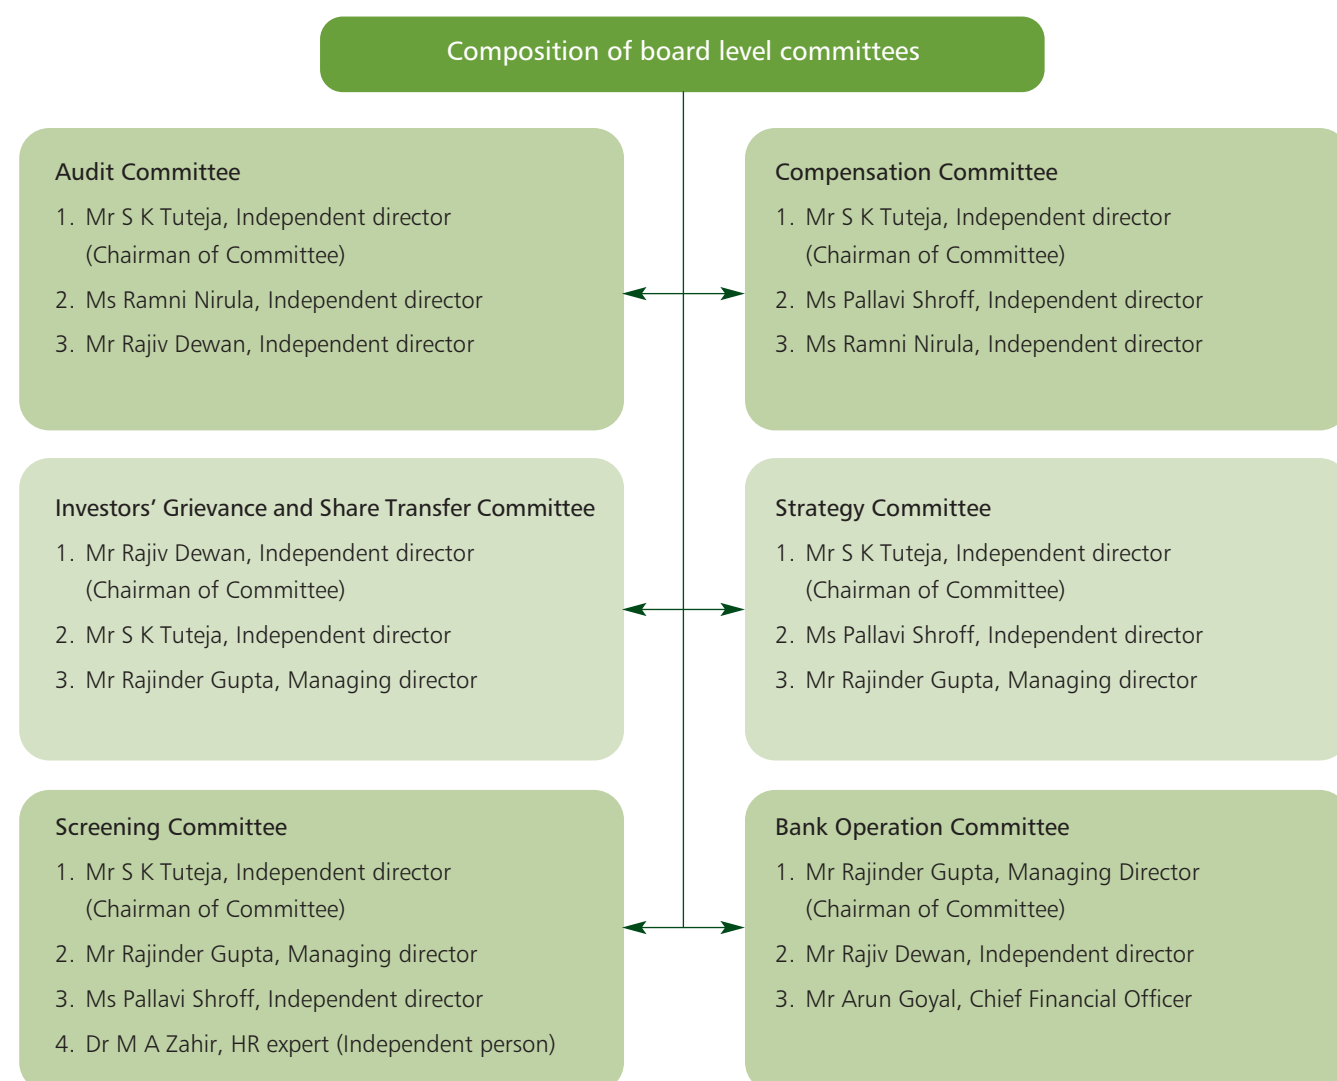 Composition of board level committees
Audit Committee
1. Mr S K Tuteja, Independent director
(Chairman of Committee)
2. Ms Ramni Nirula, Independent director
3. Mr Rajiv Dewan, Independent director
Compensation Committee
1. Mr S K Tuteja, Independent director
(Chairman of Committee)
2. Ms Pallavi Shroff, Independent director
3. Ms Ramni Nirula, Independent director
Investors’ Grievance and Share Transfer Committee
1. Mr Rajiv Dewan, Independent director
(Chairman of Committee)
2. Mr S K Tuteja, Independent director
3. Mr Rajinder Gupta, Managing director
Strategy Committee
1. Mr S K Tuteja, Independent director
(Chairman of Committee)
2. Ms Pallavi Shroff, Independent director
3. Mr Rajinder Gupta, Managing director
Screening Committee
1. Mr S K Tuteja, Independent director
(Chairman of Committee)
2. Mr Rajinder Gupta, Managing director
3. Ms Pallavi Shroff, Independent director
4. Dr M A Zahir, HR expert (Independent person)
Bank Operation Committee
1. Mr Rajinder Gupta, Managing Director
(Chairman of Committee)
2. Mr Rajiv Dewan, Independent director
3. Mr Arun Goyal, Chief Financial Officer